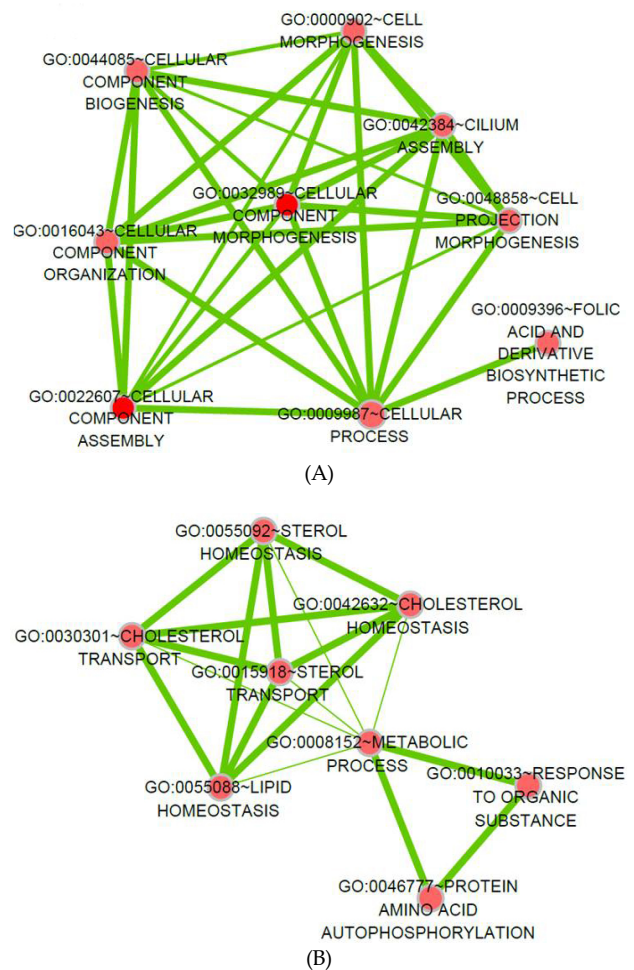 GO:0000902~CELL
MORPHOGENESIS
GO:0044085~CELLULAR
COMPONENT
BIOGENESIS
GO:0042384~CILIUM
ASSEMBLY
GO:0032989~CELLULAR
COMPONENT
MORPHOGENESIS
GO:0048858~CELL
PROJECTION
MORPHOGENESIS
GO:0016043~CELLULAR
COMPONENT
ORGANIZATION
GO:0009396~FOLIC
ACID AND
DERIVATIVE
BIOSYNTHETIC
PROCESS
GO:0022607~CELLULAR
COMPONENT
ASSEMBLY
GO:0009987~CELLULAR
PROCESS
(A)
GO:0055092~STEROL
HOMEOSTASIS
GO:0042632~CHOLESTEROL
HOMEOSTASIS
GO:0030301~CHOLESTEROL
TRANSPORT
GO:0015918~STEROL
TRANSPORT
GO:0008152~METABOLIC
PROCESS
GO:0055088~LIPID
HOMEOSTASIS
GO:0010033~RESPONSE
TO ORGANIC
SUBSTANCE
GO:0046777~PROTEIN
AMINO ACID
AUTOPHOSPHORYLATION
(B)